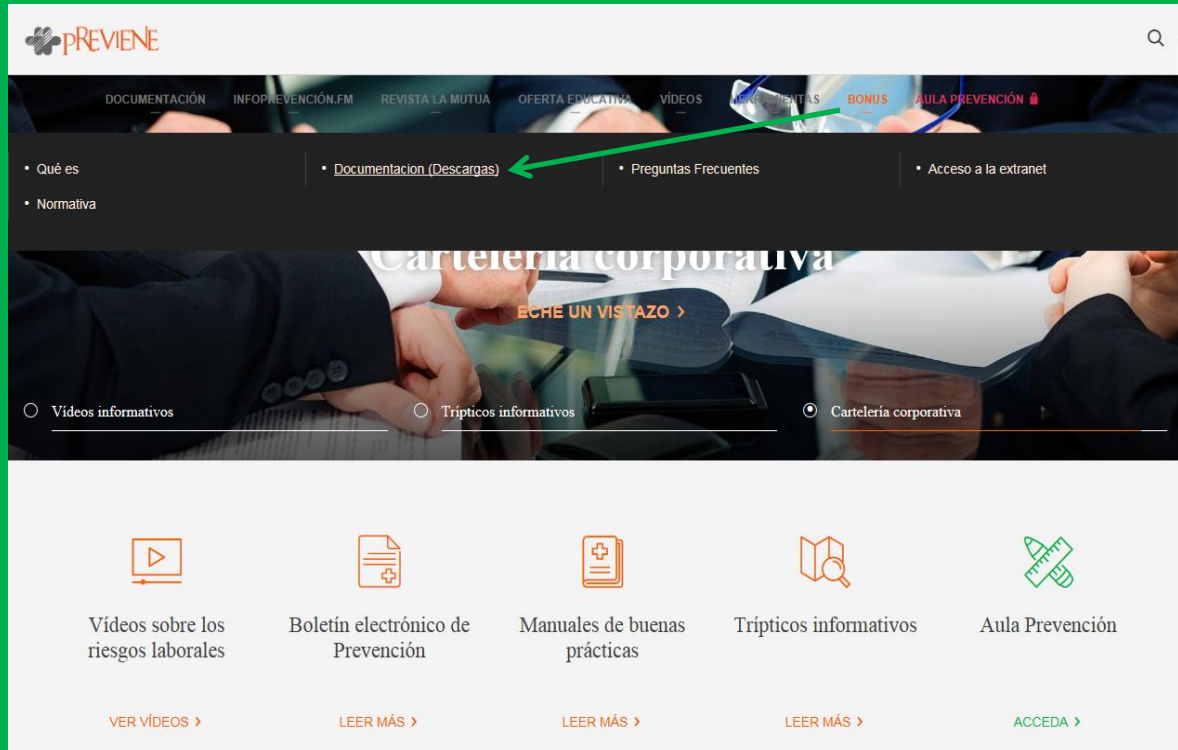 pREVIENE
DOCUMENTACIÓN INFOPREVENCIÓN.FM REVISTA LA MUTUA OFERTA EDUCATIVA VÍDEOS HERRAMIENTAS BONUS AULA PREVENCIÓN
• Qué es • Documentacion (Descargas) • Preguntas Frecuentes • Acceso a la extranet
• Normativa
Cartelería corporativa
ECHE UN VISTAZO >
Vídeos informativos Trípticos informativos Cartelería corporativa
Vídeos sobre los riesgos laborales
Boletín electrónico de Prevención
Manuales de buenas prácticas
Trípticos informativos
Aula Prevención
VER VÍDEOS > LEER MÁS > LEER MÁS > LEER MÁS > ACCEDA >